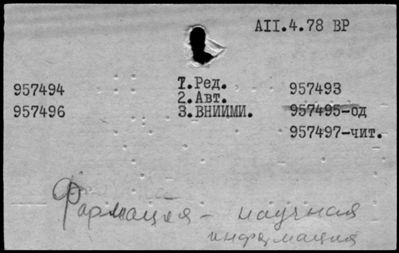 АII.4.78 ВР
957494 1.Ред. 957493
957496 2.Авт. 957495-од
3.ВНИИМИ. 957497-чит.
Фармация - научная
информация